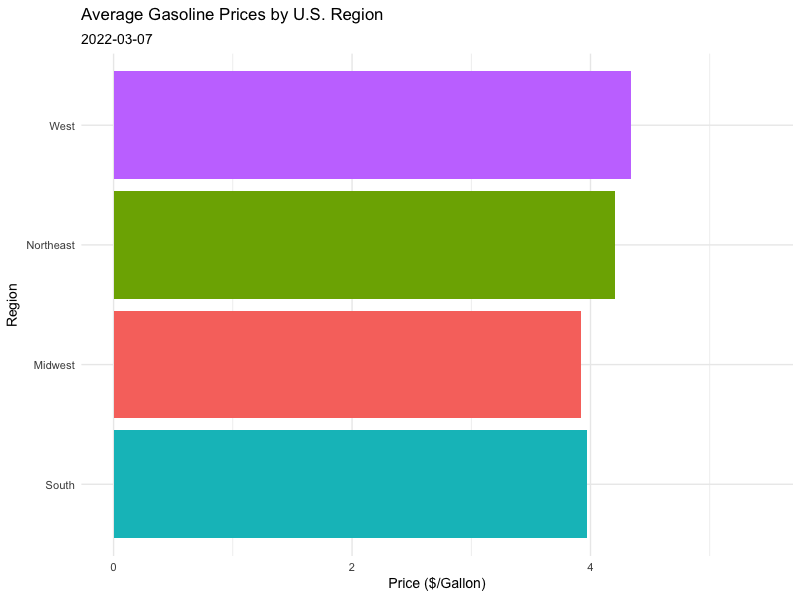 Average Gasoline Prices by U.S. Region
2022-03-07
West
Northeast
Midwest
South
Region
0 2 4
Price ($/Gallon)